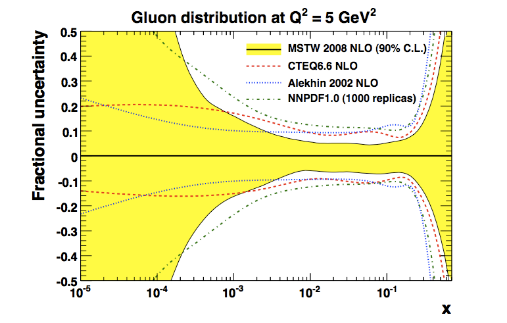 Gluon distribution at Q² = 5 GeV²
Fractional uncertainty
0.5
0.4
0.3
0.2
0.1
0
-0.1
-0.2
-0.3
-0.4
-0.5
MSTW 2008 NLO (90% C.L.)
CTEQ6.6 NLO
Alekhin 2002 NLO
NNPDF1.0 (1000 replicas)
10⁻⁵ 10⁻⁴ 10⁻³ 10⁻² 10⁻¹
x